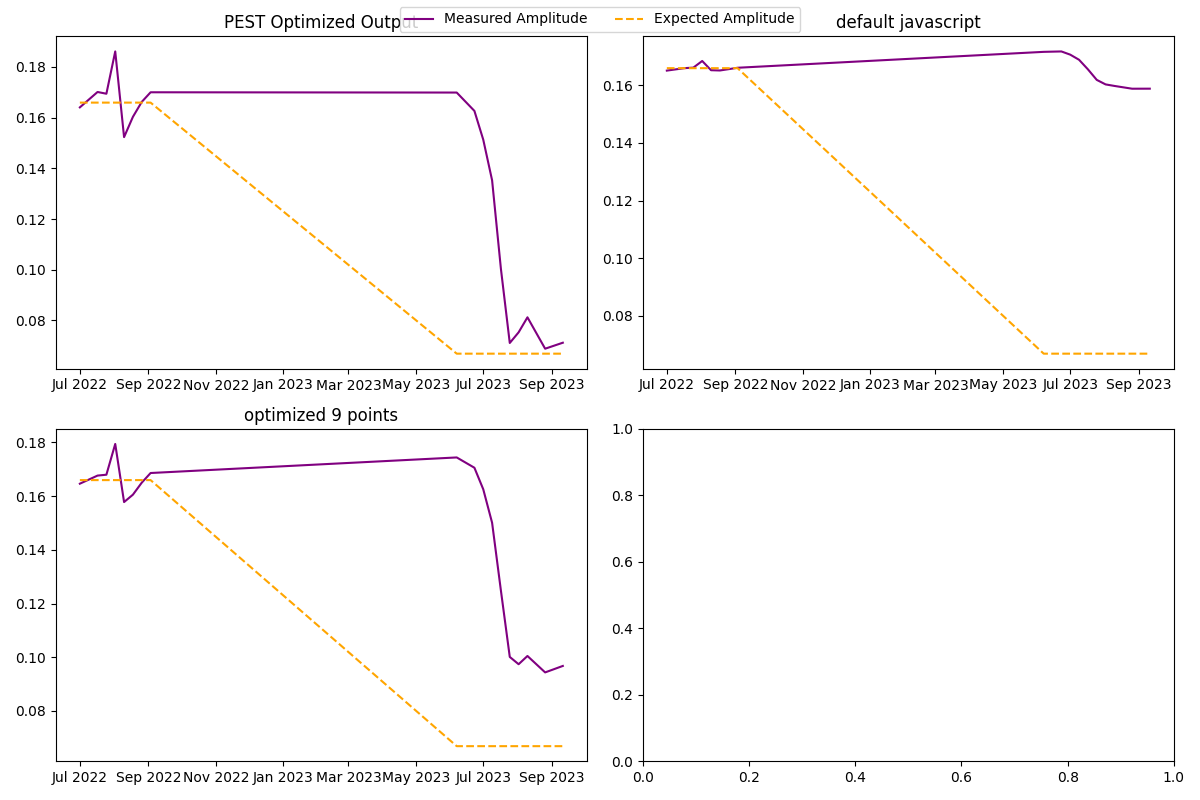 Measured Amplitude Expected Amplitude
PEST Optimized Output
0.18
0.16
0.14
0.12
0.10
0.08
Jul 2022 Sep 2022 Nov 2022 Jan 2023 Mar 2023 May 2023 Jul 2023 Sep 2023
default javascript
0.16
0.14
0.12
0.10
0.08
Jul 2022 Sep 2022 Nov 2022 Jan 2023 Mar 2023 May 2023 Jul 2023 Sep 2023
optimized 9 points
0.18
0.16
0.14
0.12
0.10
0.08
Jul 2022 Sep 2022 Nov 2022 Jan 2023 Mar 2023 May 2023 Jul 2023 Sep 2023
1.0
0.8
0.6
0.4
0.2
0.0
0.0 0.2 0.4 0.6 0.8 1.0